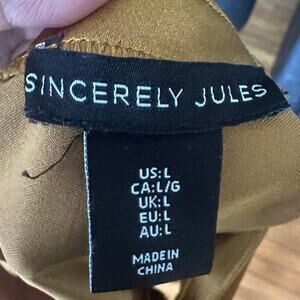 SINCERELY JULES
US:L
CA:L/G
UK:L
EU:L
AU:L
MADE IN
CHINA